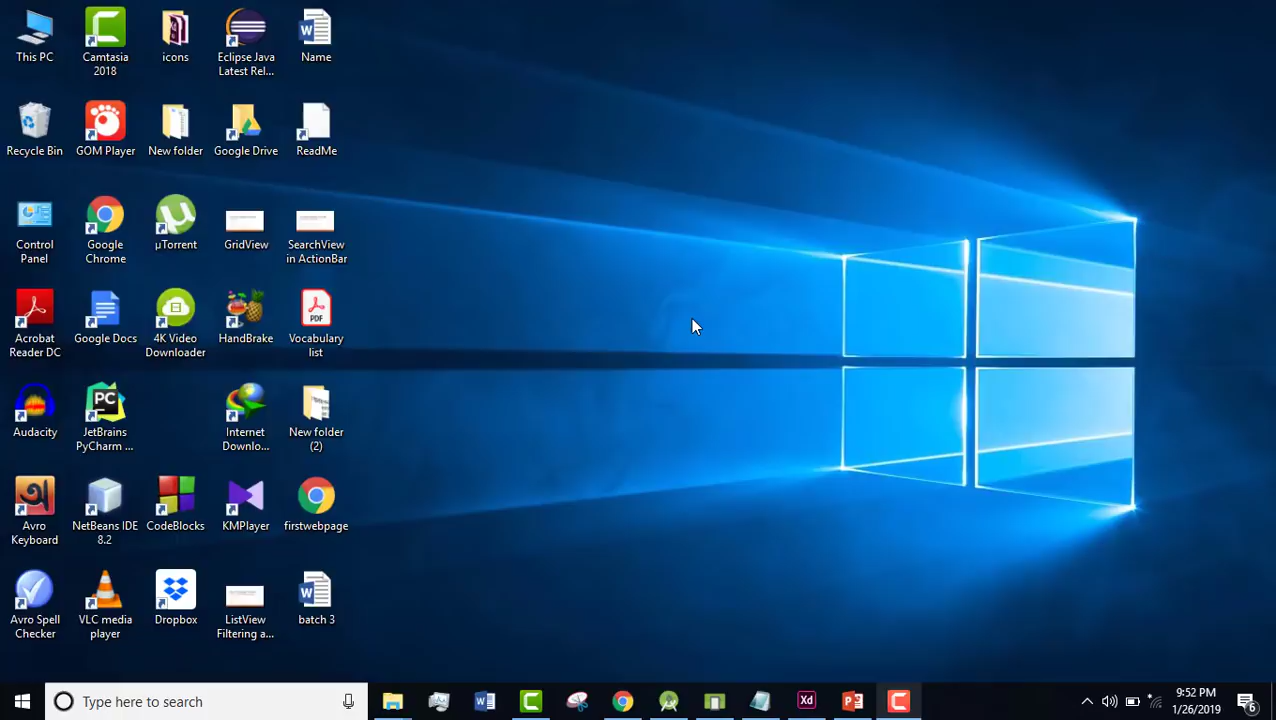 This PC
Camtasia
2018
icons
Eclipse Java
Latest Rel...
Name
Recycle Bin
GOM Player
New folder
Google Drive
ReadMe
Control
Panel
Google
Chrome
µTorrent
GridView
SearchView
in ActionBar
Acrobat
Reader DC
Google Docs
4K Video
Downloader
HandBrake
PDF
Vocabulary
list
Audacity
PC
JetBrains
PyCharm ...
Internet
Downlo...
New folder
(2)
Avro
Keyboard
NetBeans IDE
8.2
CodeBlocks
KMPlayer
firstwebpage
Avro Spell
Checker
VLC media
player
Dropbox
ListView
Filtering a...
batch 3
Type here to search
Xd
9:52 PM
1/26/2019
6